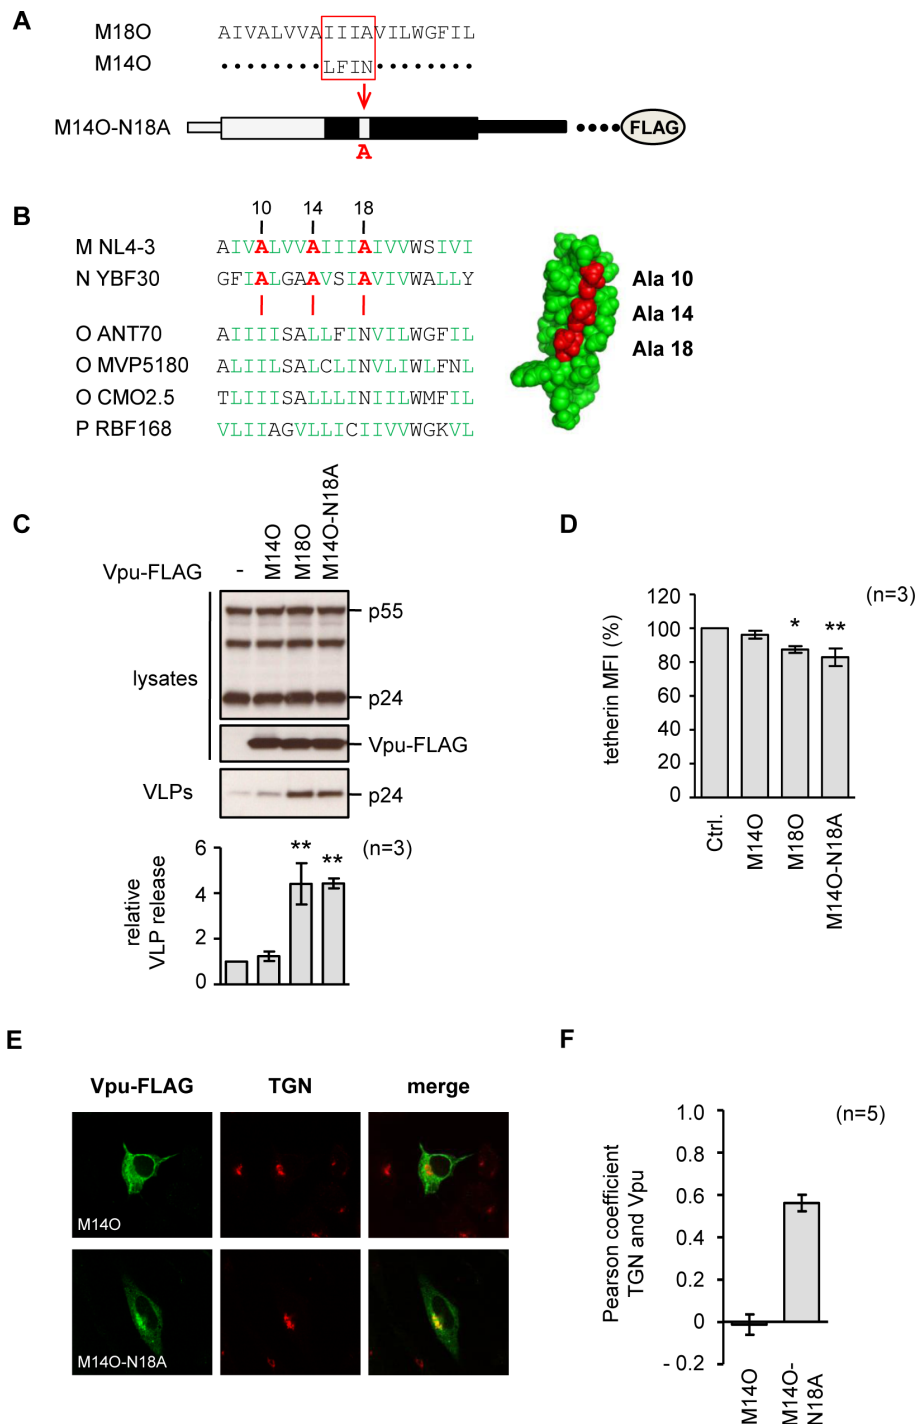 A
M18O AIVALVVAIIIAVILWGFIL
M14O ••••••••LFIN••••••••
M14O-N18A ••••FLAG
A
B
10 14 18
M NL4-3 AIVALVVAIIIAIVVWSIVI
N YBF30 GFIALGAAVSIAVIVWALLY
O ANT70 AIIIISALLFINVILWGFIL
O MVP5180 ALIILSALCLINVLIWLFNL
O CMO2.5 TLIIISALLLINIILWMFIL
P RBF168 VLIIAGVLLICIIVVWGKVL
Ala 10
Ala 14
Ala 18
C
Vpu-FLAG - M14O M18O M14O-N18A
lysates
p55
p24
Vpu-FLAG
VLPs p24
(n=3)
relative
VLP release
6
4
2
0
** **
D
(n=3)
tetherin MFI (%)
120
100
80
60
40
20
0
* **
Ctrl. M14O M18O M14O-N18A
E
Vpu-FLAG TGN merge
M14O
M14O-N18A
F
(n=5)
Pearson coefficient
TGN and Vpu
1.0
0.8
0.6
0.4
0.2
0
- 0.2
M14O
M14O-
N18A